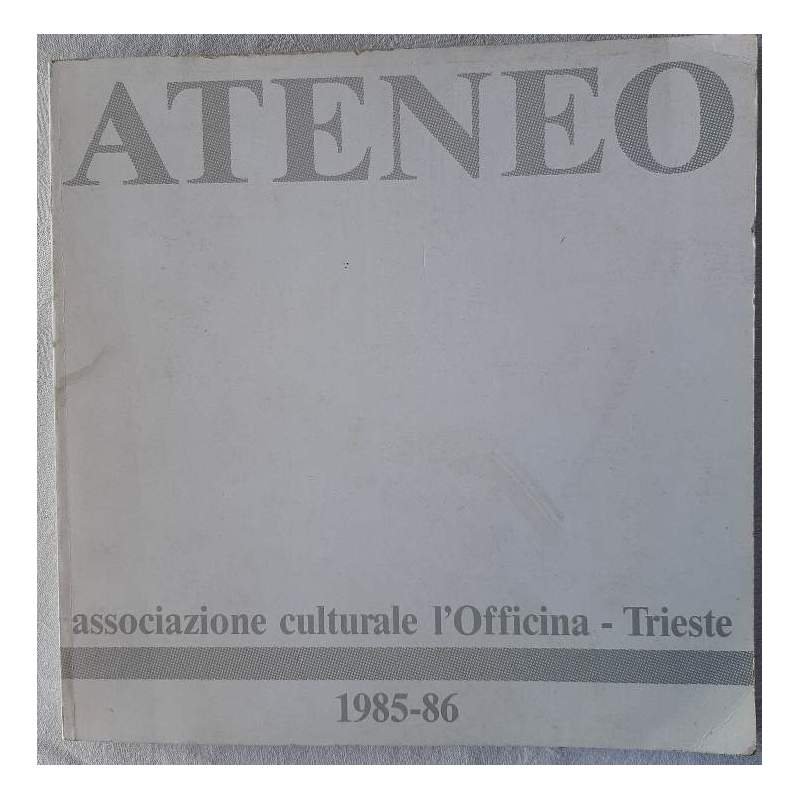 ATENEO
associazione culturale l'Officina - Trieste
1985-86